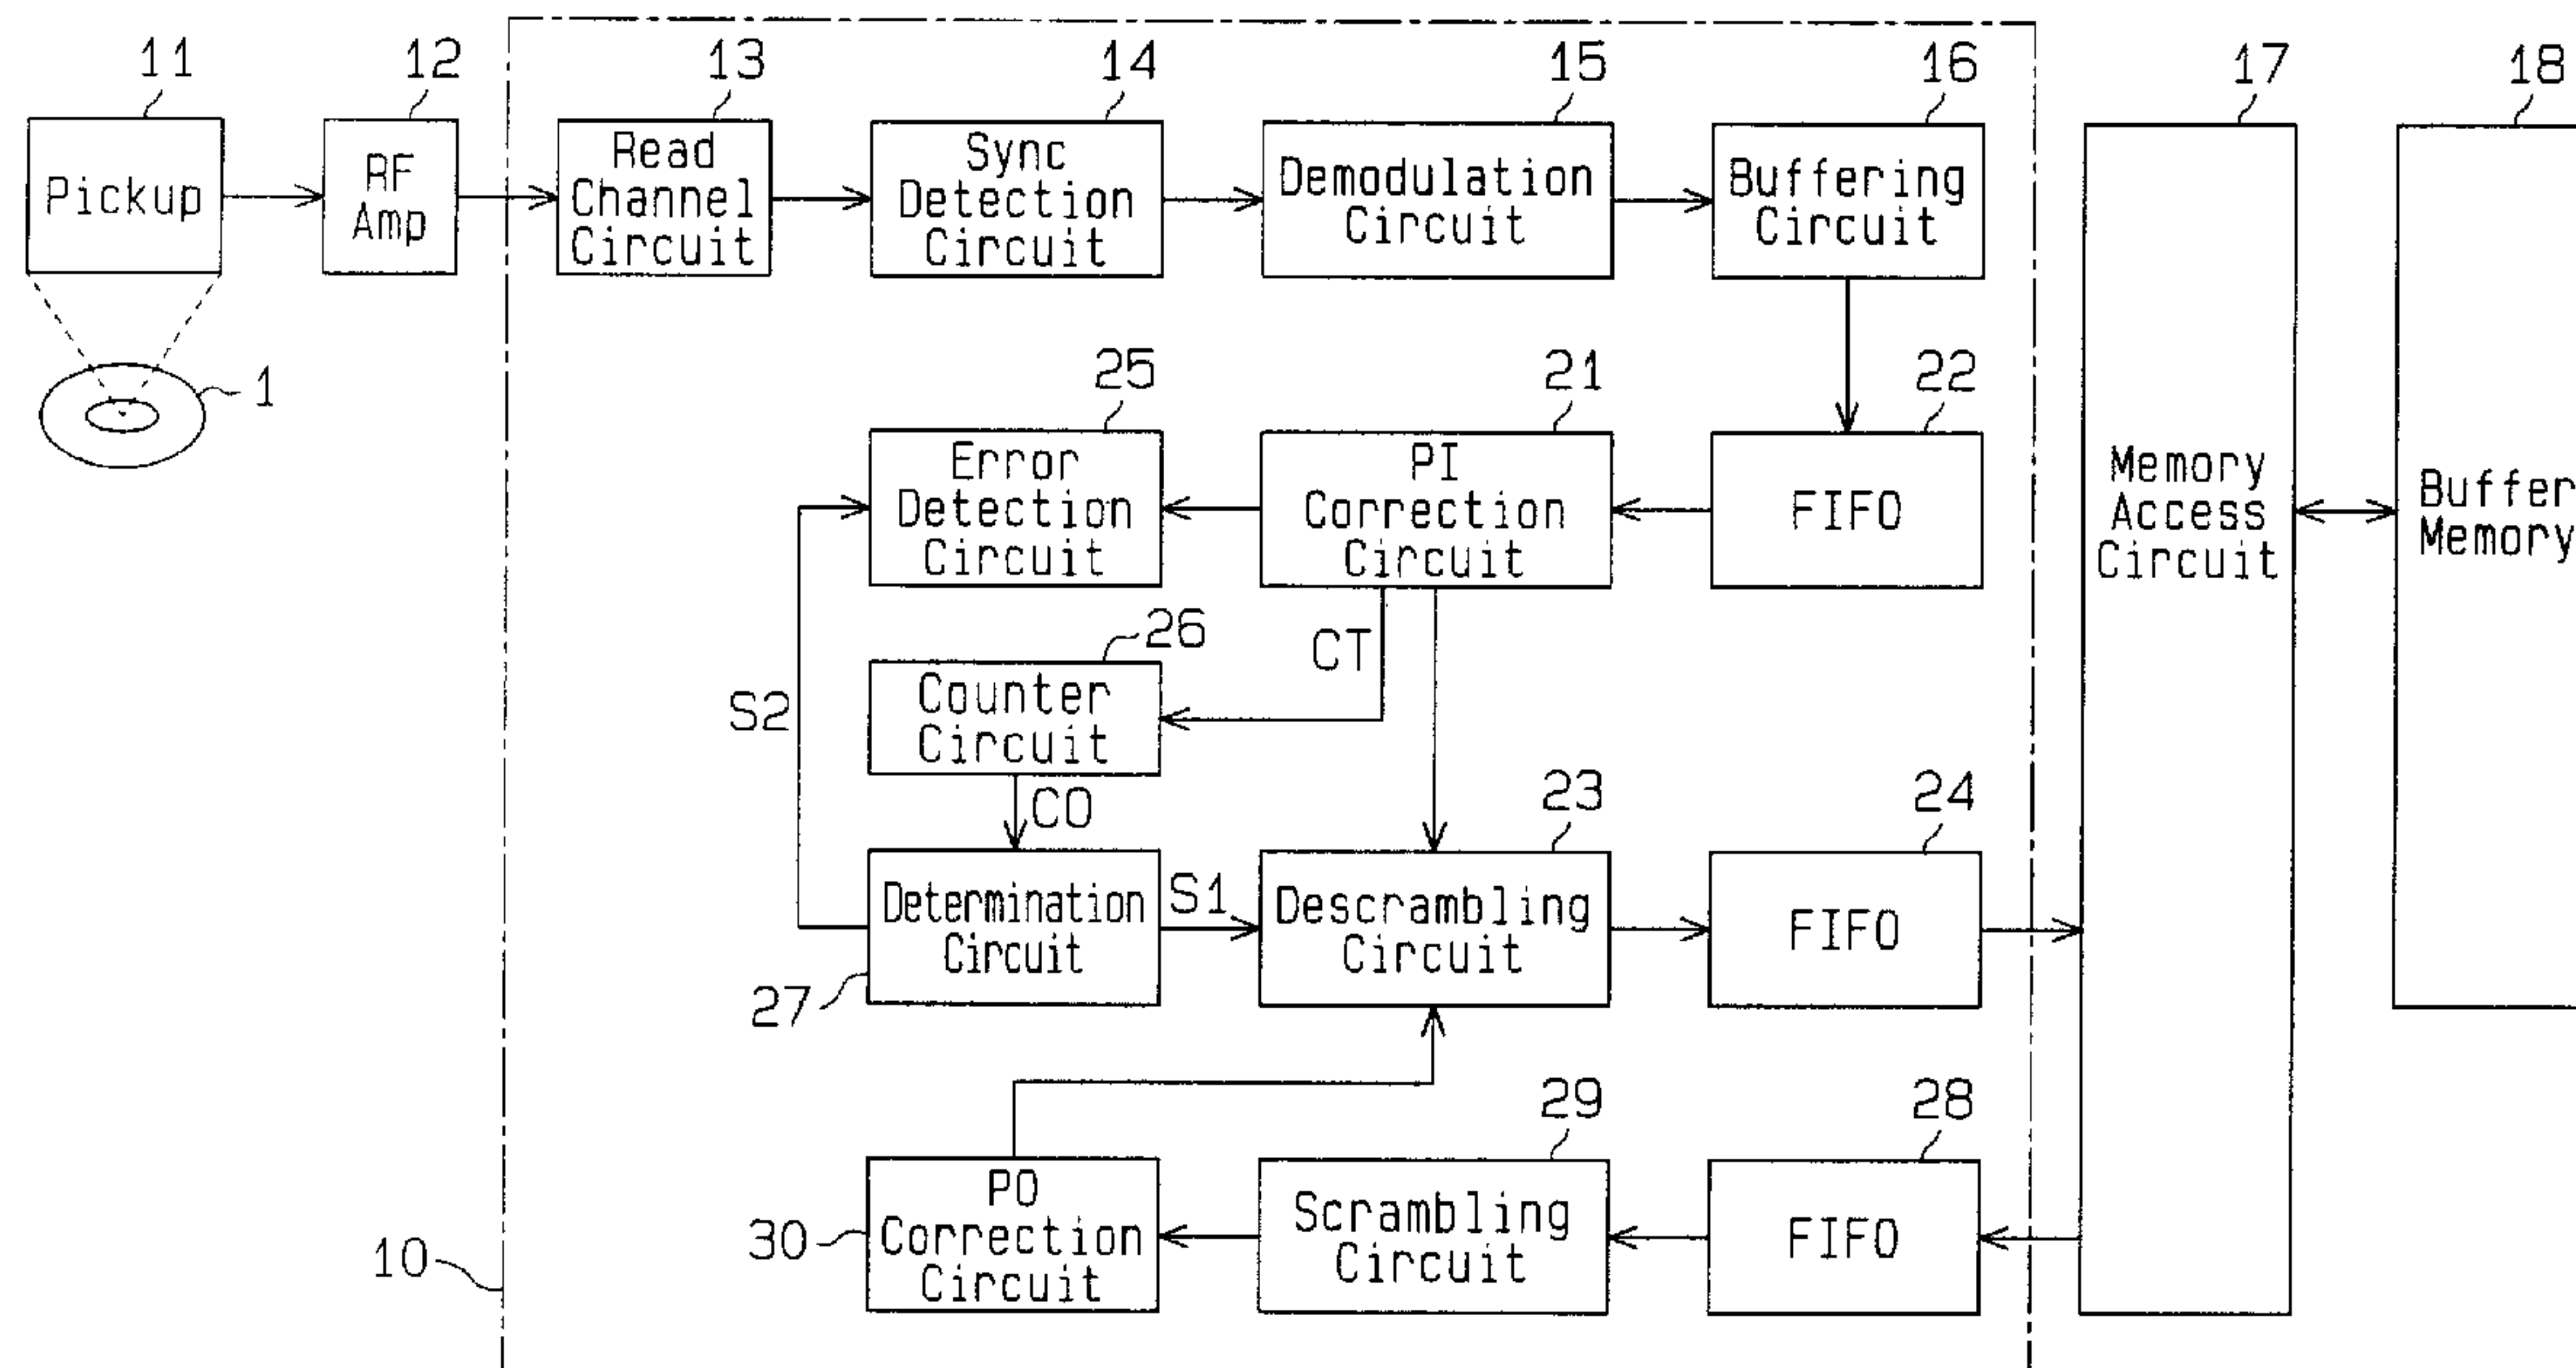 11
12
13
14
15
16
17
18
Pickup
RF
Amp
Read
Channel
Circuit
Sync
Detection
Circuit
Demodulation
Circuit
Buffering
Circuit
1
25
21
22
Error
Detection
Circuit
PI
Correction
Circuit
FIFO
Memory
Access
Circuit
Buffer
Memory
26
CT
S2
Counter
Circuit
CO
23
24
Determination
Circuit
S1
Descrambling
Circuit
FIFO
27
29
28
10
30
PO
Correction
Circuit
Scrambling
Circuit
FIFO